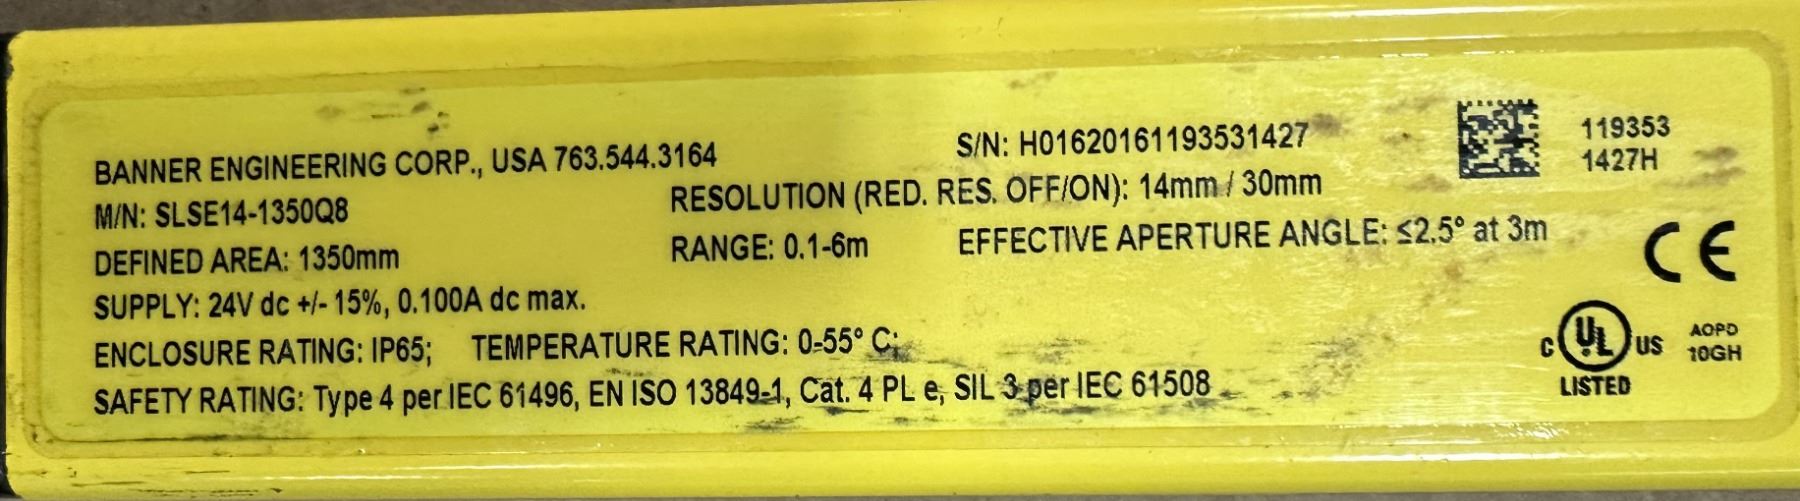 BANNER ENGINEERING CORP., USA 763.544.3164
S/N: H01620161193531427
119353
1427H
M/N: SLSE14-1350Q8
RESOLUTION (RED. RES. OFF/ON): 14mm / 30mm
DEFINED AREA: 1350mm
RANGE: 0.1-6m
EFFECTIVE APERTURE ANGLE: ≤2.5° at 3m
CE
SUPPLY: 24V dc +/- 15%, 0.100A dc max.
ENCLOSURE RATING: IP65; TEMPERATURE RATING: 0-55° C;
SAFETY RATING: Type 4 per IEC 61496, EN ISO 13849-1, Cat. 4 PL e, SIL 3 per IEC 61508
C UL US
LISTED
AOPD
10GH